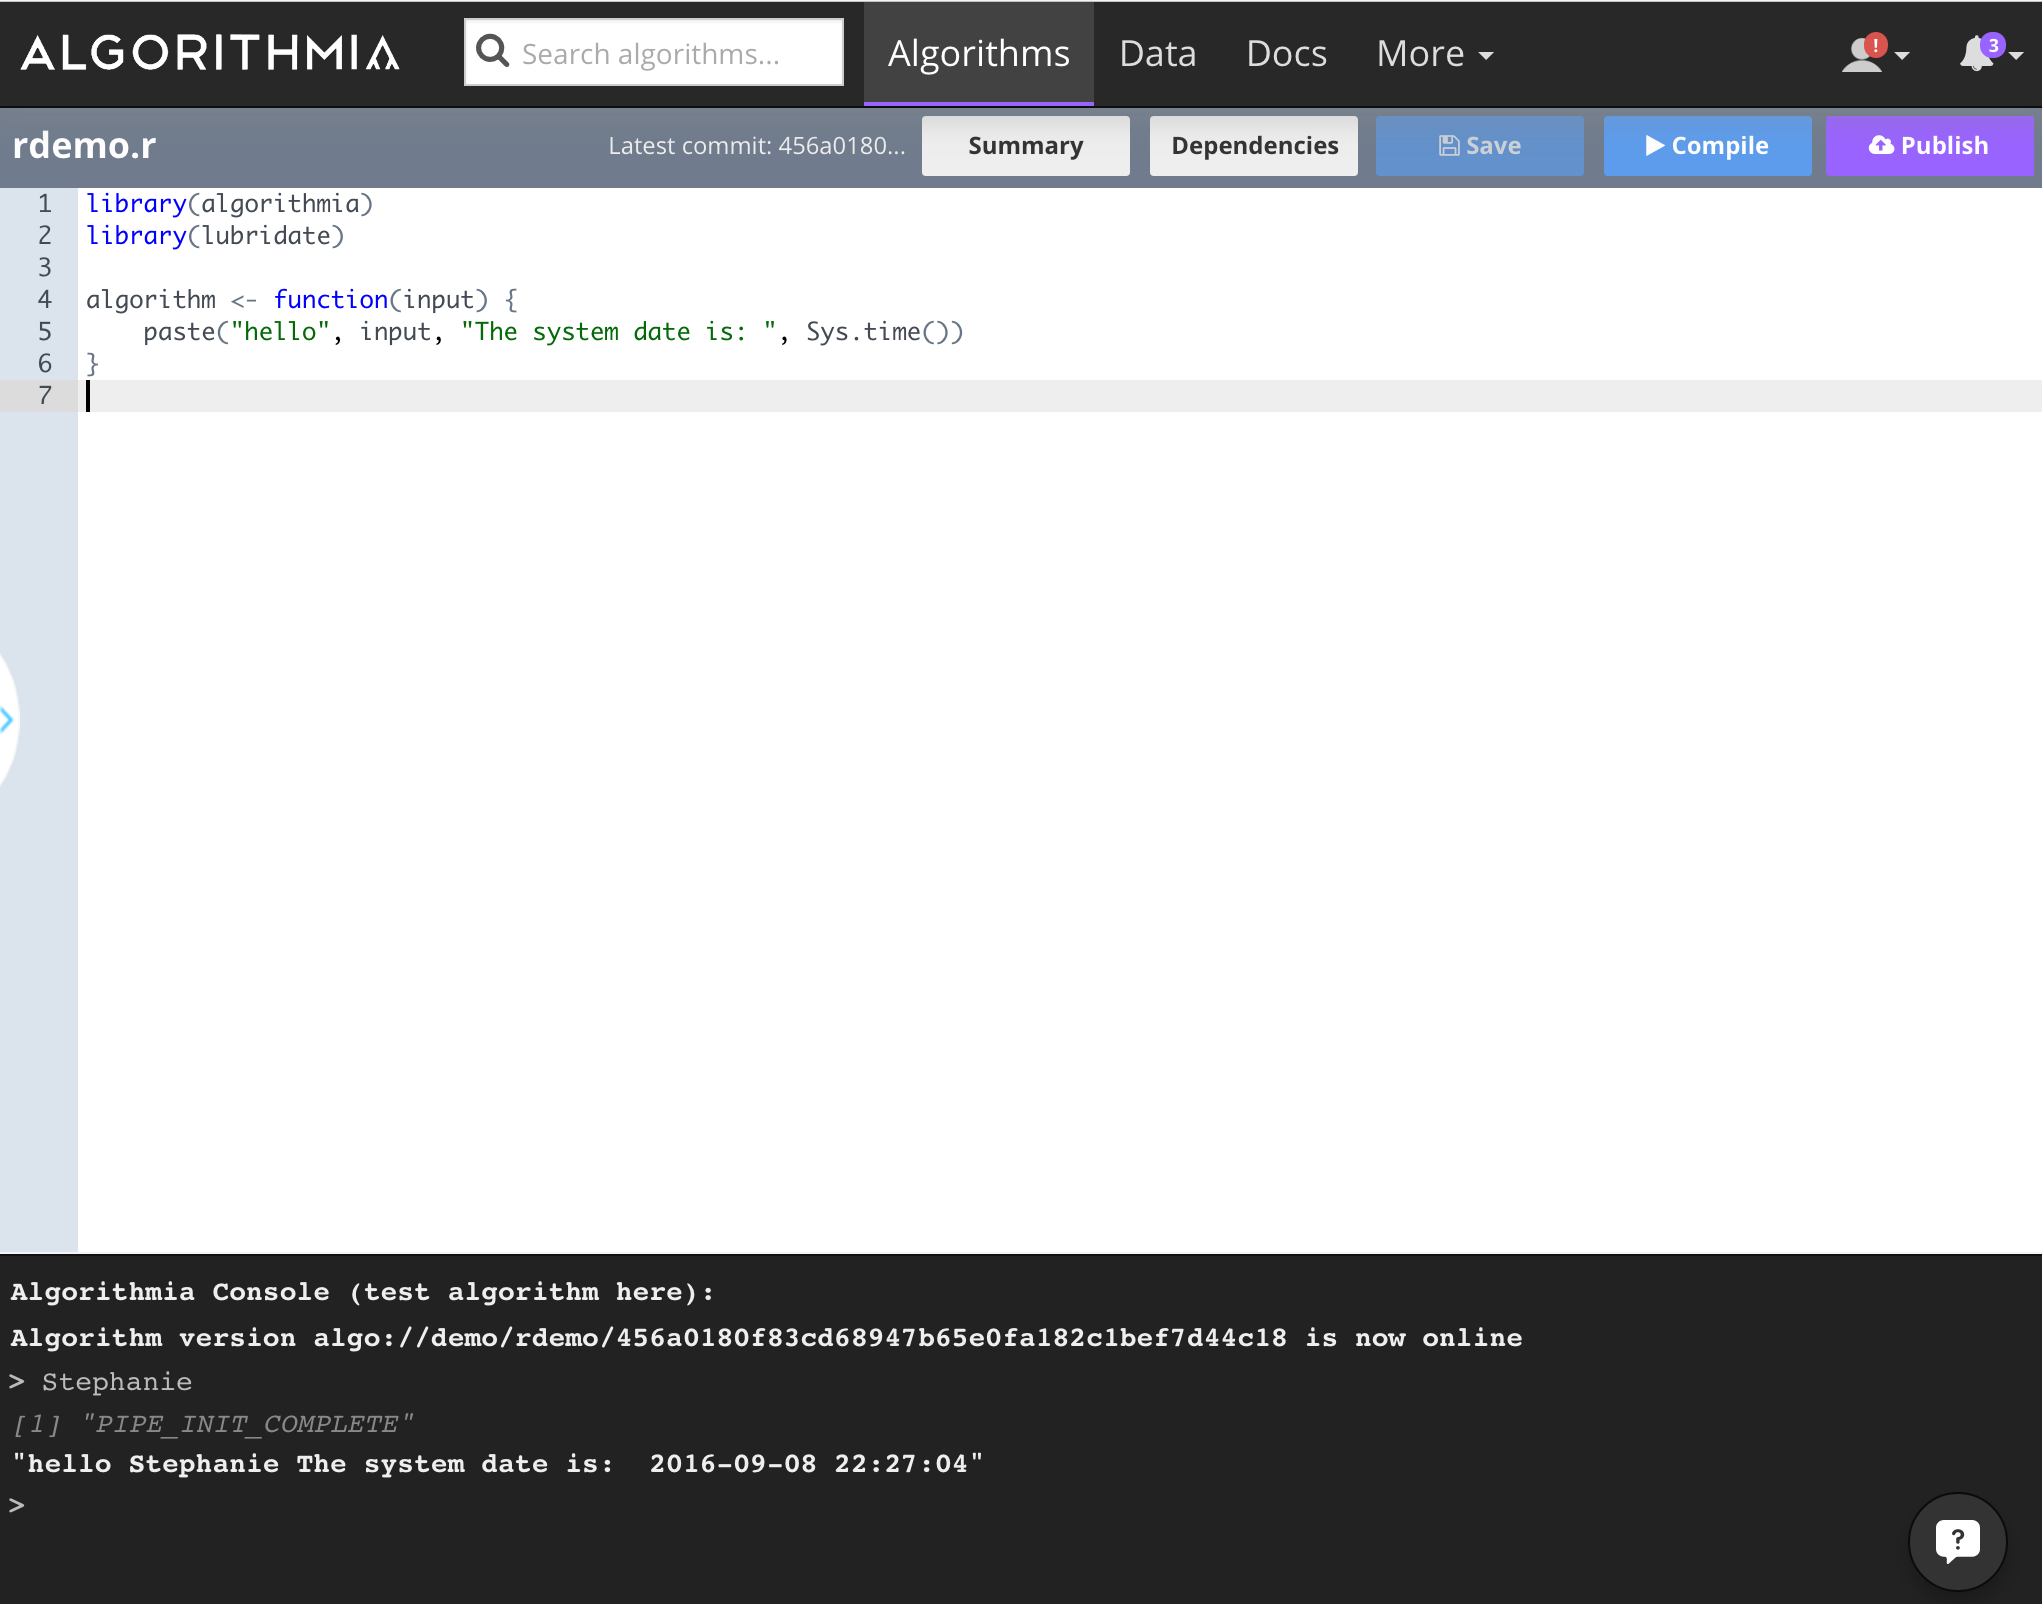 ALGORITHMIA
Search algorithms...
Algorithms
Data
Docs
More
!
3
rdemo.r
Latest commit: 456a0180...
Summary
Dependencies
Save
Compile
Publish
1 library(algorithmia)
2 library(lubridate)
3
4 algorithm <- function(input) {
5     paste("hello", input, "The system date is: ", Sys.time())
6 }
7
Algorithmia Console (test algorithm here):
Algorithm version algo://demo/rdemo/456a0180f83cd68947b65e0fa182c1bef7d44c18 is now online
> Stephanie
[1] "PIPE_INIT_COMPLETE"
"hello Stephanie The system date is:  2016-09-08 22:27:04"
>
?